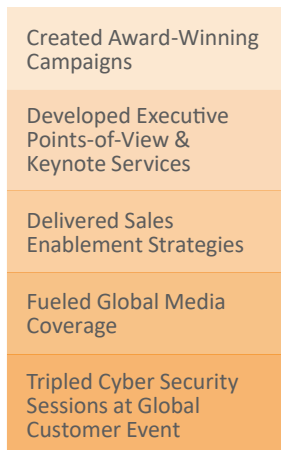 Created Award-Winning
Campaigns
Developed Executive
Points-of-View &
Keynote Services
Delivered Sales
Enablement Strategies
Fueled Global Media
Coverage
Tripled Cyber Security
Sessions at Global
Customer Event